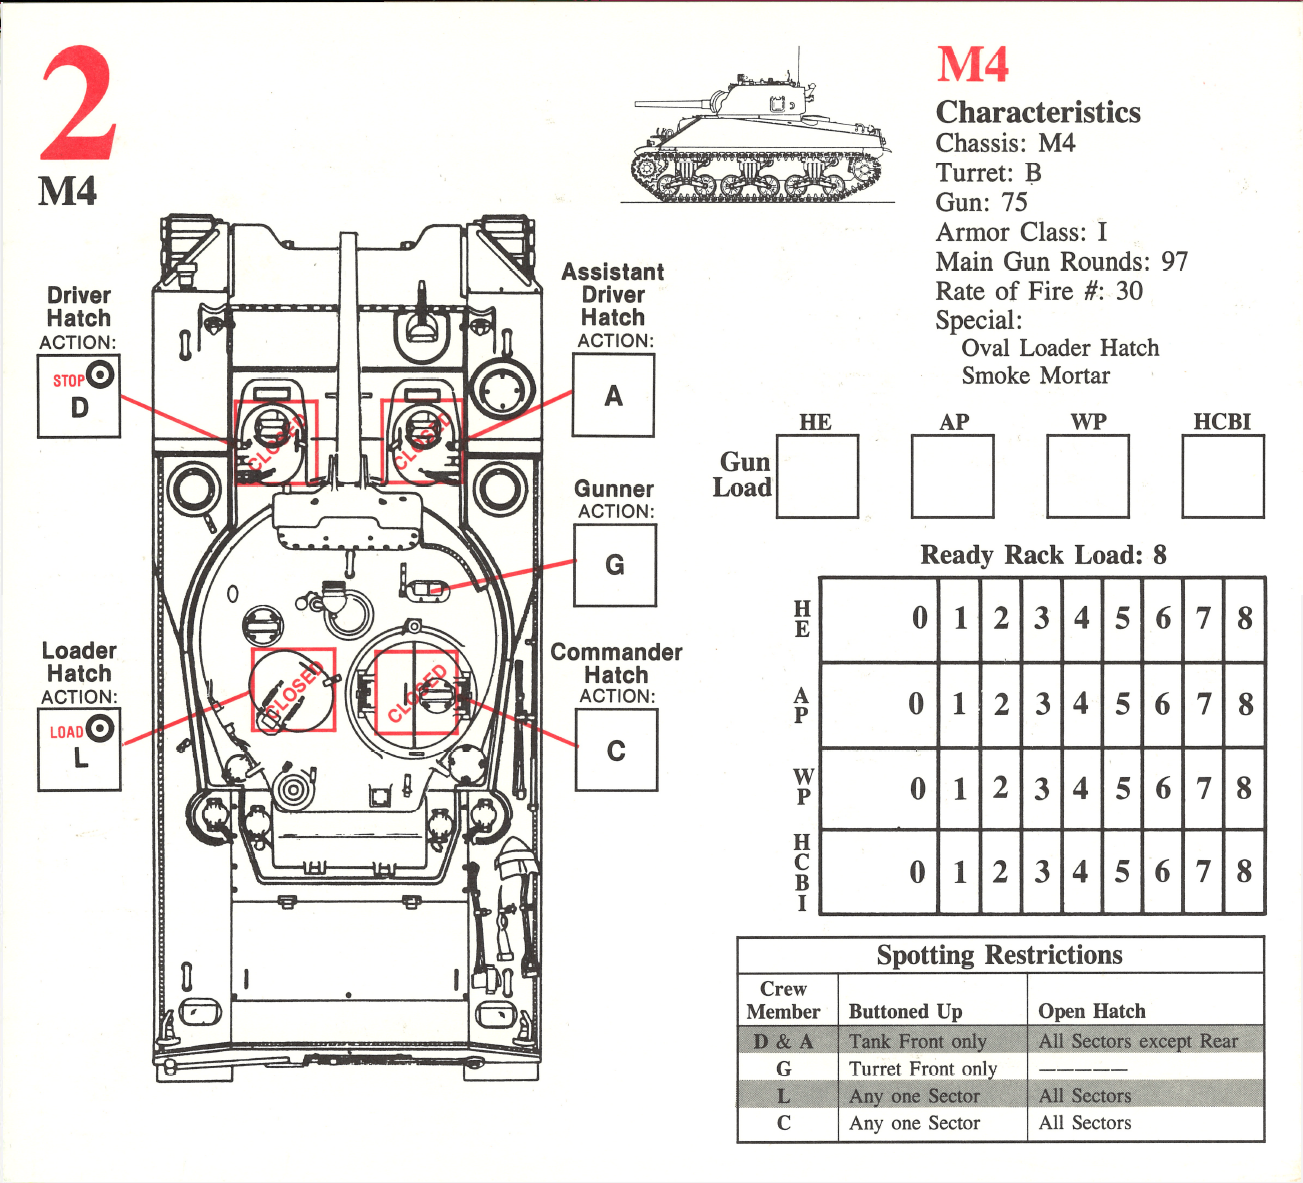 2
M4
M4
Characteristics
Chassis: M4
Turret: B
Gun: 75
Armor Class: I
Main Gun Rounds: 97
Rate of Fire #: 30
Special:
Oval Loader Hatch
Smoke Mortar
Driver
Hatch
ACTION:
STOP
D
Assistant
Driver
Hatch
ACTION:
A
CLOSED
CLOSED
Gunner
ACTION:
G
Loader
Hatch
ACTION:
LOAD
L
Commander
Hatch
ACTION:
C
CLOSED
CLOSED
HE AP WP HCBI
Gun
Load
Ready Rack Load: 8
HE 0 1 2 3 4 5 6 7 8
AP 0 1 2 3 4 5 6 7 8
WP 0 1 2 3 4 5 6 7 8
HCBI 0 1 2 3 4 5 6 7 8
Spotting Restrictions
Crew
Member Buttoned Up Open Hatch
D & A Tank Front only All Sectors except Rear
G Turret Front only —————
L Any one Sector All Sectors
C Any one Sector All Sectors